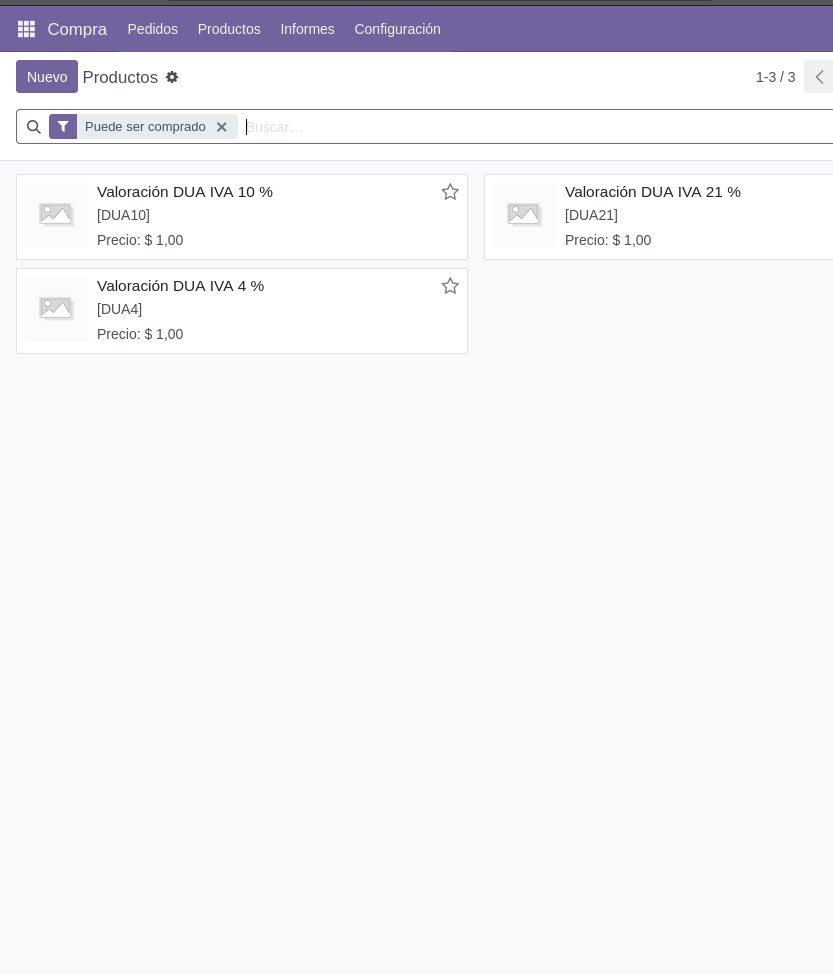 Compra Pedidos Productos Informes Configuración
Nuevo Productos 1-3 / 3
Puede ser comprado Buscar...
Valoración DUA IVA 10 %
[DUA10]
Precio: $ 1,00
Valoración DUA IVA 21 %
[DUA21]
Precio: $ 1,00
Valoración DUA IVA 4 %
[DUA4]
Precio: $ 1,00